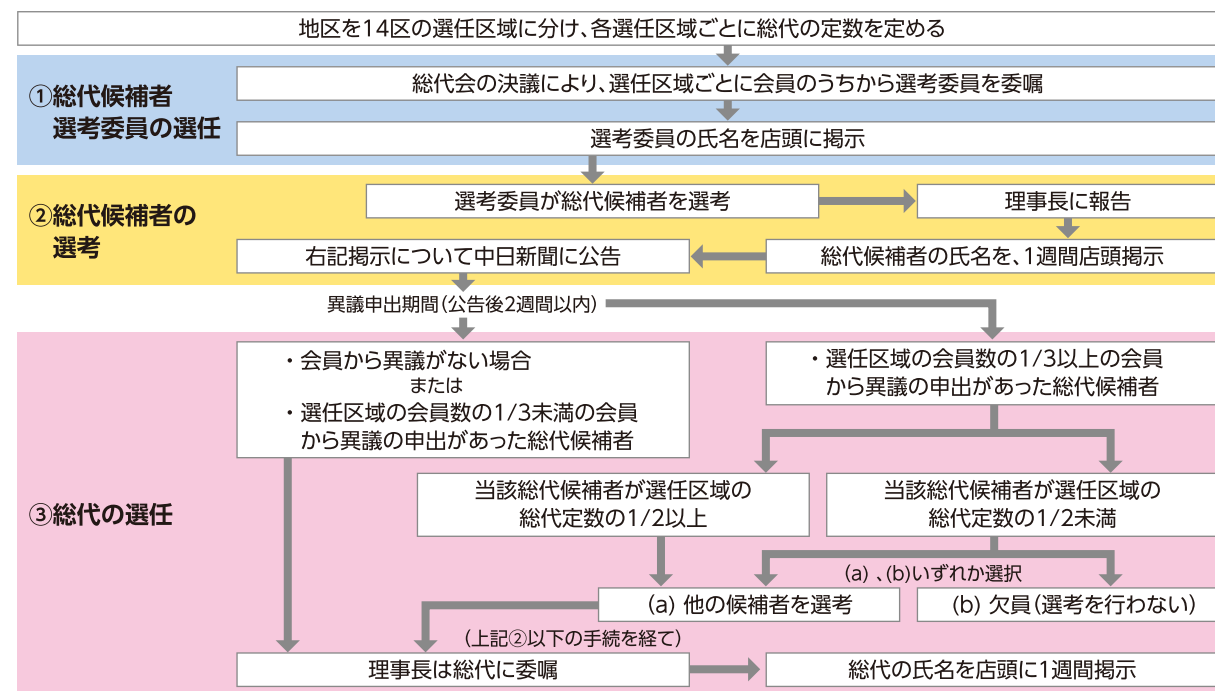 地区を14区の選任区域に分け、各選任区域ごとに総代の定数を定める
①総代候補者
選考委員の選任
総代会の決議により、選任区域ごとに会員のうちから選考委員を委嘱
選考委員の氏名を店頭に掲示
②総代候補者の
選考
選考委員が総代候補者を選考
理事長に報告
右記掲示について中日新聞に公告
総代候補者の氏名を、1週間店頭掲示
異議申出期間(公告後2週間以内)
③総代の選任
・会員から異議がない場合
または
・選任区域の会員数の1/3未満の会員
から異議の申出があった総代候補者
・選任区域の会員数の1/3以上の会員
から異議の申出があった総代候補者
当該総代候補者が選任区域の
総代定数の1/2以上
当該総代候補者が選任区域の
総代定数の1/2未満
(a) 、(b)いずれか選択
(a) 他の候補者を選考
(b) 欠員(選考を行わない)
(上記②以下の手続を経て)
理事長は総代に委嘱
総代の氏名を店頭に1週間掲示